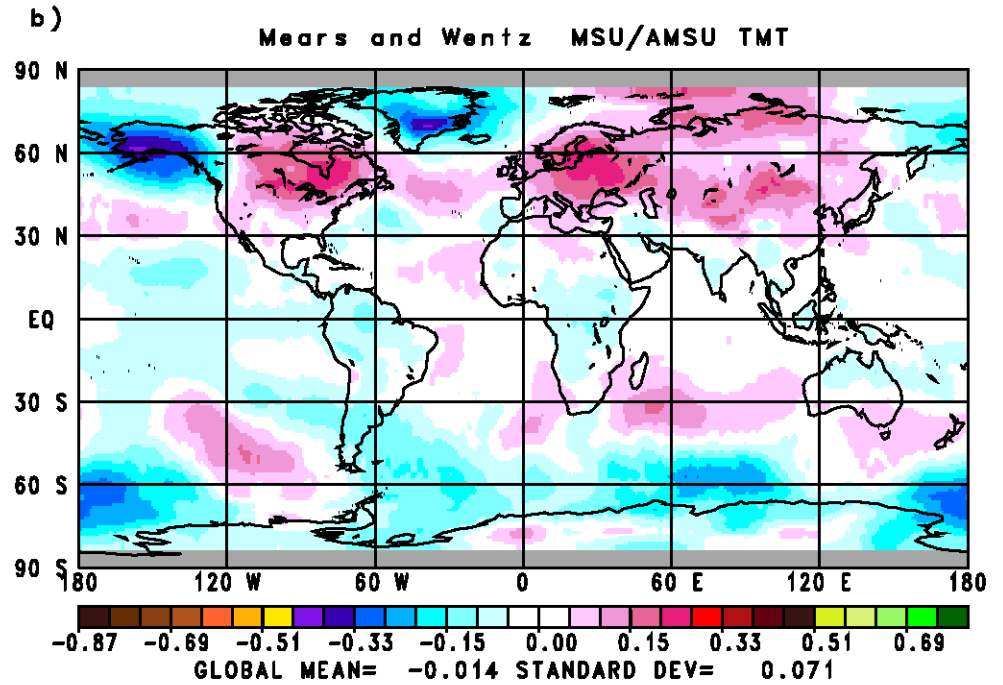 b)
Mears and Wentz MSU/AMSU TMT
90 N
60 N
30 N
EQ
30 S
60 S
90 S
180 120 W 60 W 0 60 E 120 E 180
-0.87 -0.69 -0.51 -0.33 -0.15 0.00 0.15 0.33 0.51 0.69
GLOBAL MEAN= -0.014 STANDARD DEV= 0.071